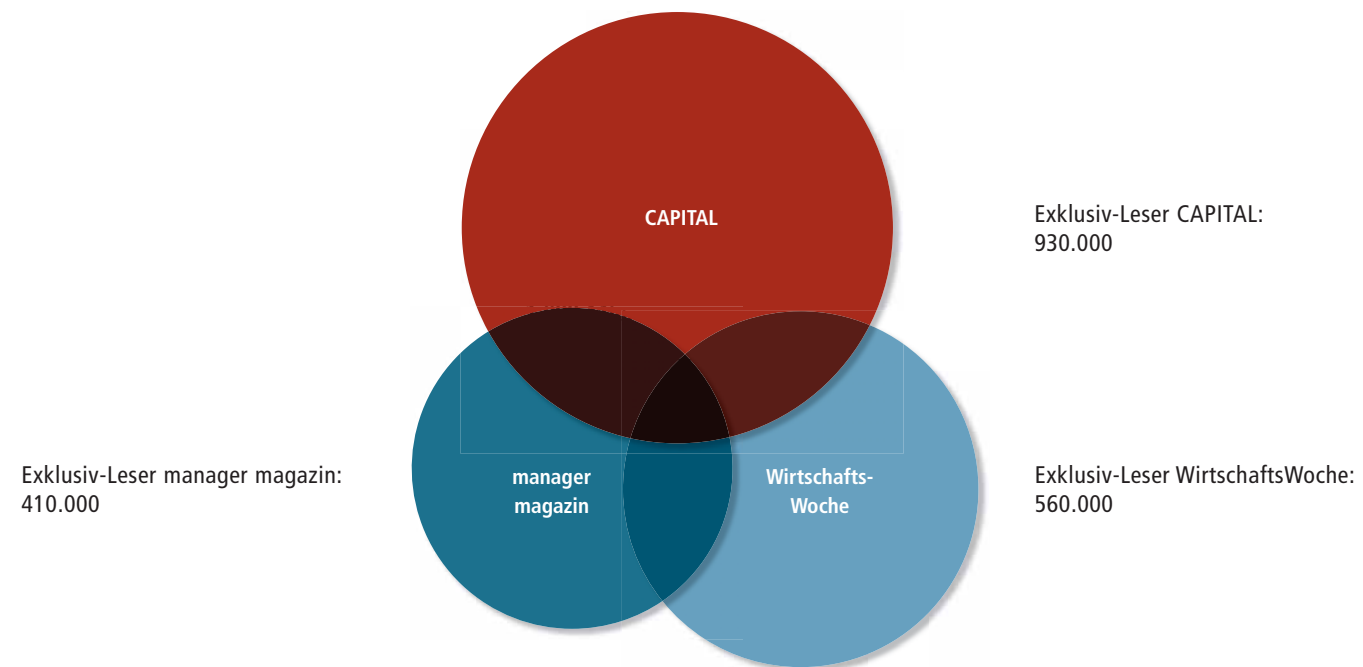 CAPITAL
Exklusiv-Leser CAPITAL:
930.000
Exklusiv-Leser manager magazin:
410.000
manager
magazin
Wirtschafts-
Woche
Exklusiv-Leser WirtschaftsWoche:
560.000